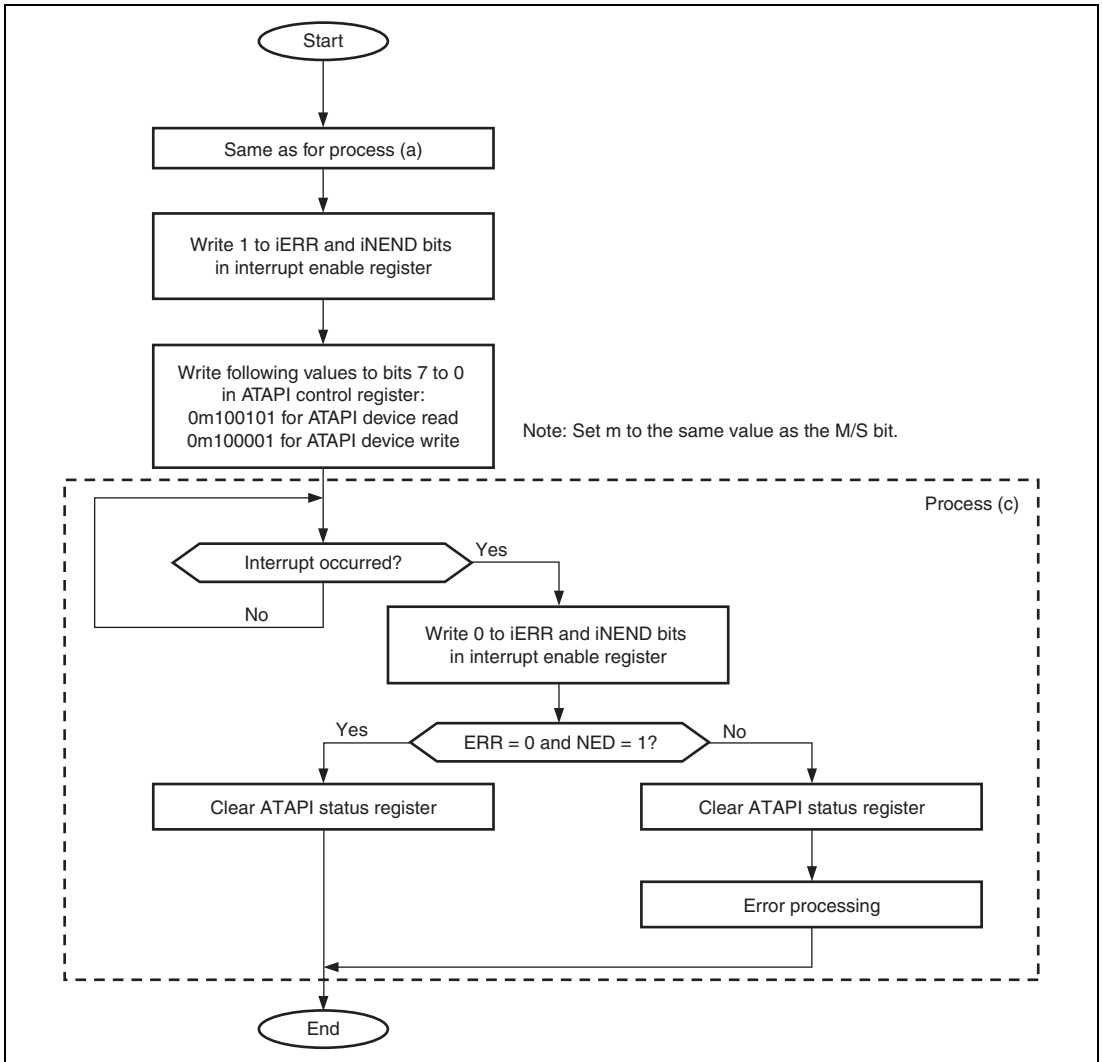 Start
Same as for process (a)
Write 1 to iERR and iNEND bits
in interrupt enable register
Write following values to bits 7 to 0
in ATAPI control register:
0m100101 for ATAPI device read
0m100001 for ATAPI device write
Note: Set m to the same value as the M/S bit.
Process (c)
Interrupt occurred?
Yes
No
Write 0 to iERR and iNEND bits
in interrupt enable register
Yes
ERR = 0 and NED = 1?
No
Clear ATAPI status register
Clear ATAPI status register
Error processing
End